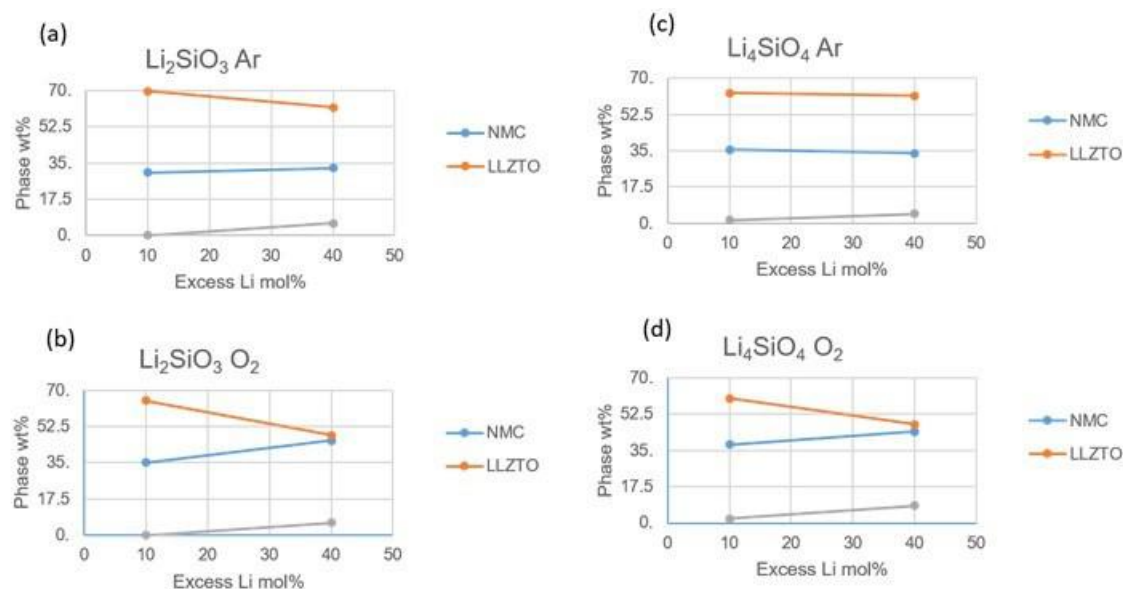 (a)
Li₂SiO₃ Ar
70.
52.5
35.
17.5
0.
Phase wt%
0 10 20 30 40 50
Excess Li mol%
NMC
LLZTO
(c)
Li₄SiO₄ Ar
70.
52.5
35.
17.5
0.
Phase wt%
0 10 20 30 40 50
Excess Li mol%
NMC
LLZTO
(b)
Li₂SiO₃ O₂
70.
52.5
35.
17.5
0.
Phase wt%
0 10 20 30 40 50
Excess Li mol%
NMC
LLZTO
(d)
Li₄SiO₄ O₂
70.
52.5
35.
17.5
0.
Phase wt%
0 10 20 30 40 50
Excess Li mol%
NMC
LLZTO